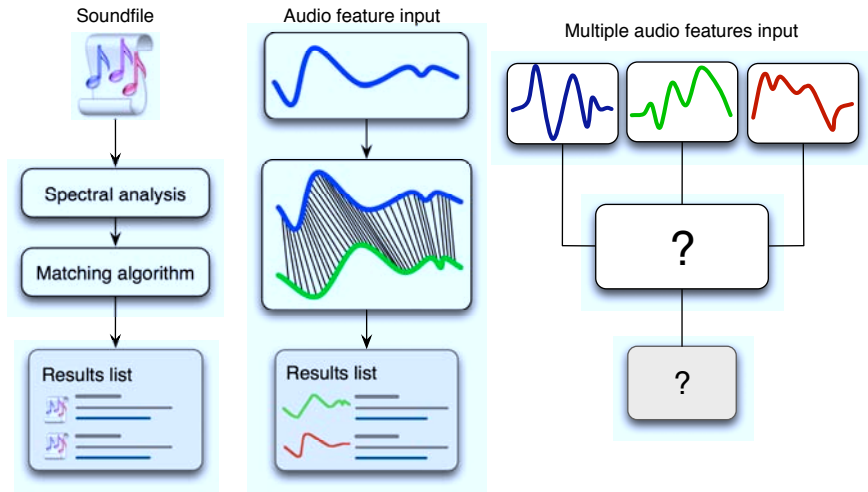 Soundfile
Spectral analysis
Matching algorithm
Results list
Audio feature input
Results list
Multiple audio features input
?
?